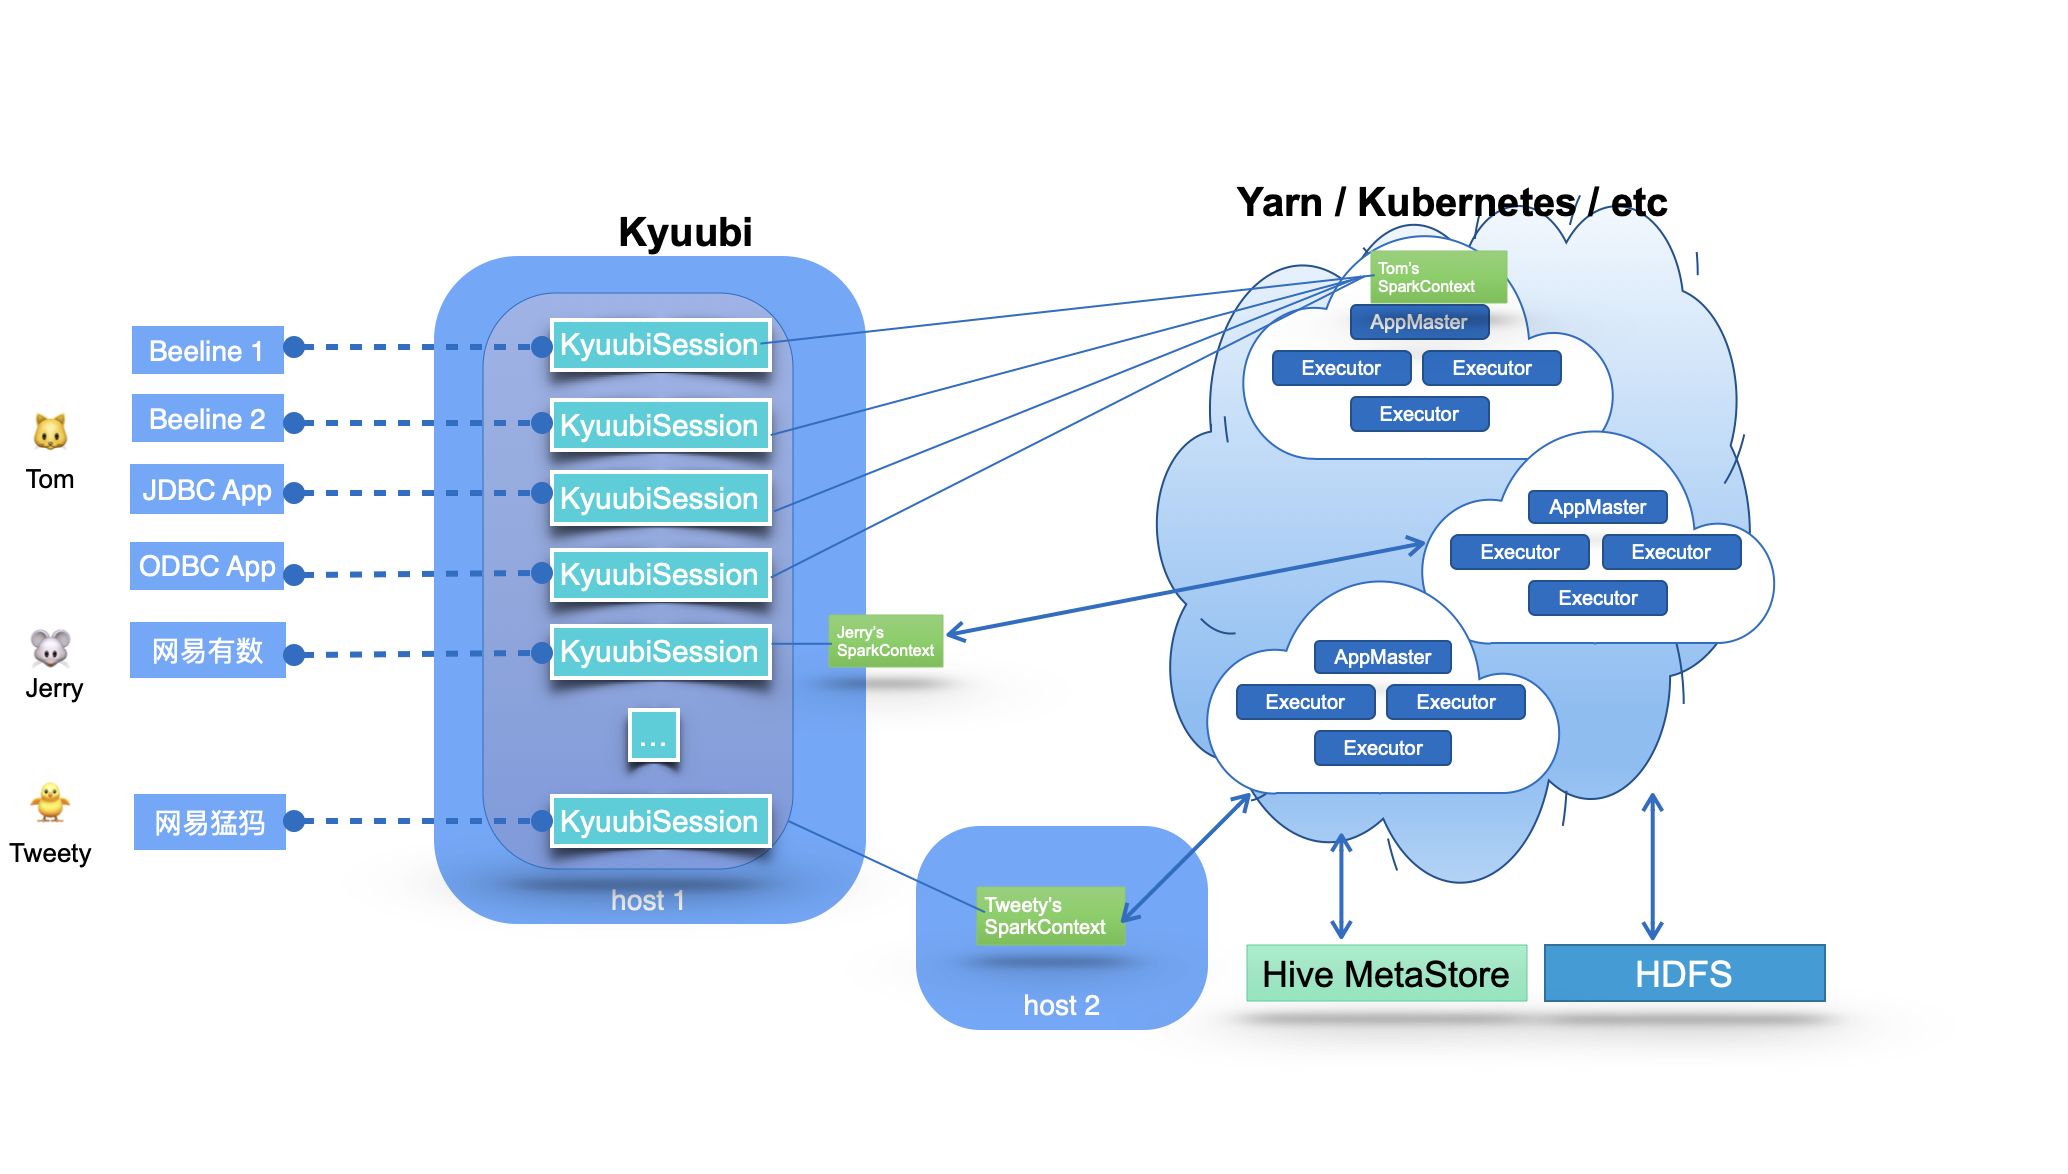 Yarn / Kubernetes / etc
Kyuubi
Tom's
SparkContext
AppMaster
Executor
Executor
Executor
Beeline 1
KyuubiSession
Beeline 2
KyuubiSession
Tom
JDBC App
KyuubiSession
ODBC App
KyuubiSession
AppMaster
Executor
Executor
Executor
Jerry
网易有数
KyuubiSession
Jerry's
SparkContext
AppMaster
Executor
Executor
Executor
...
Tweety
网易猛犸
KyuubiSession
host 1
Tweety's
SparkContext
host 2
Hive MetaStore
HDFS